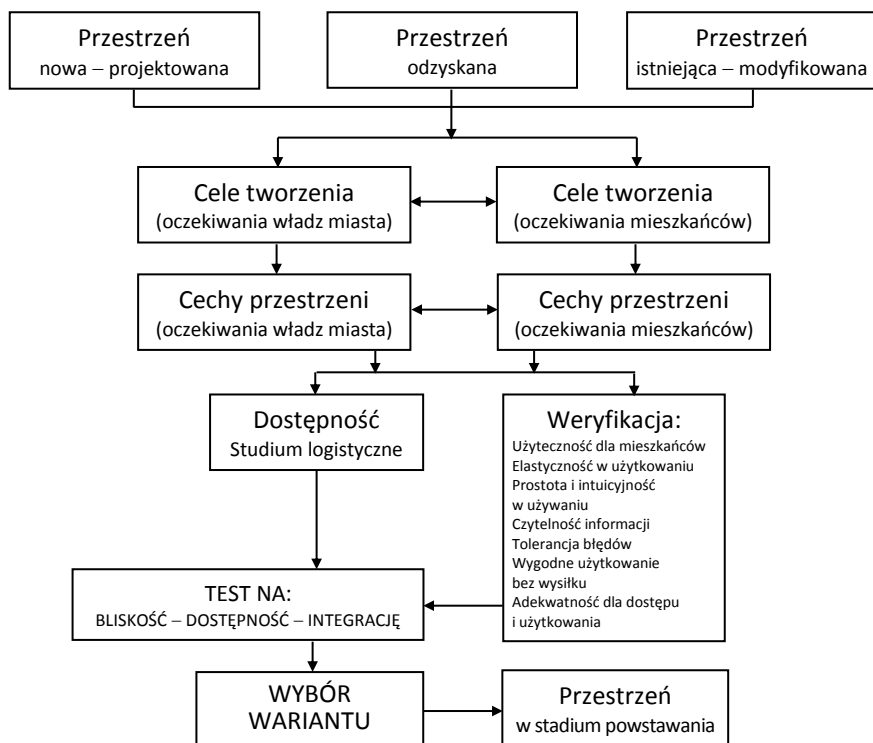 Przestrzeń
nowa – projektowana
Przestrzeń
odzyskana
Przestrzeń
istniejąca – modyfikowana
Cele tworzenia
(oczekiwania władz miasta)
Cele tworzenia
(oczekiwania mieszkańców)
Cechy przestrzeni
(oczekiwania władz miasta)
Cechy przestrzeni
(oczekiwania mieszkańców)
Dostępność
Studium logistyczne
Weryfikacja:
Użyteczność dla mieszkańców
Elastyczność w użytkowaniu
Prostota i intuicyjność
w używaniu
Czytelność informacji
Tolerancja błędów
Wygodne użytkowanie
bez wysiłku
Adekwatność dla dostępu
i użytkowania
TEST NA:
BLISKOŚĆ – DOSTĘPNOŚĆ – INTEGRACJĘ
WYBÓR
WARIANTU
Przestrzeń
w stadium powstawania